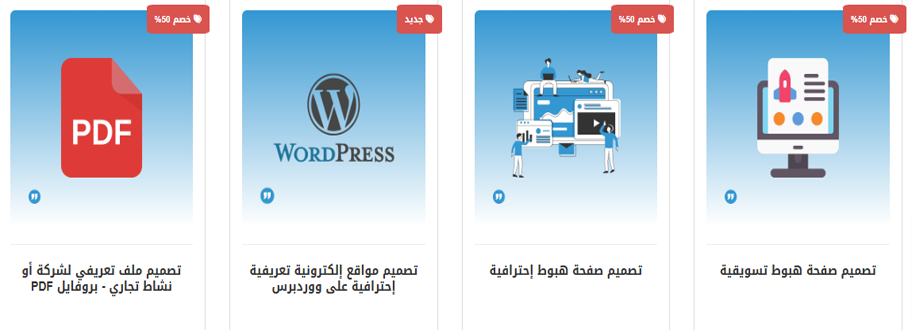 خصم 50%
تصميم صفحة هبوط تسويقية
خصم 50%
تصميم صفحة هبوط إحترافية
جديد
WORDPRESS
تصميم مواقع إلكترونية تعريفية
إحترافية على ووردبرس
خصم 50%
PDF
تصميم ملف تعريفي لشركة أو
نشاط تجاري - بروفايل PDF